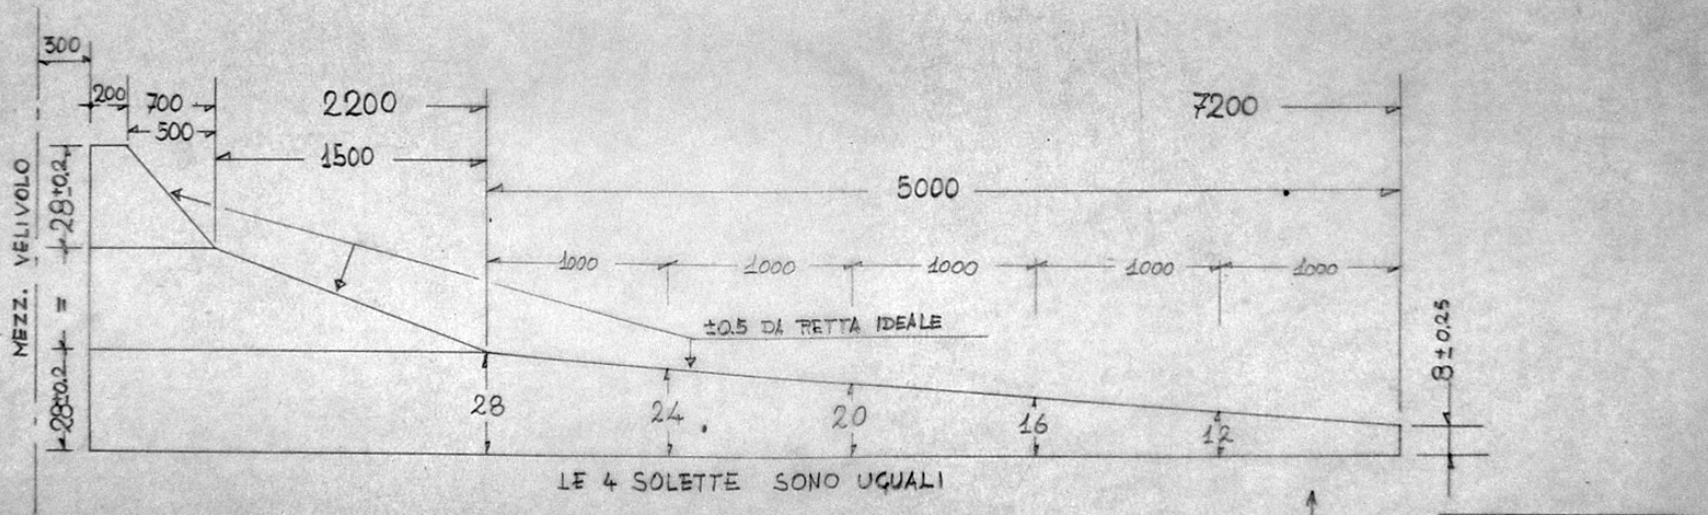 300
200 700 2200 7200
500
1500
5000
1000 1000 1000 1000 1000
MEZZ. VELIVOLO
28±0.2
=
28±0.2
±0.5 DA RETTA IDEALE
8±0.25
28 24 20 16 12
LE 4 SOLETTE SONO UGUALI